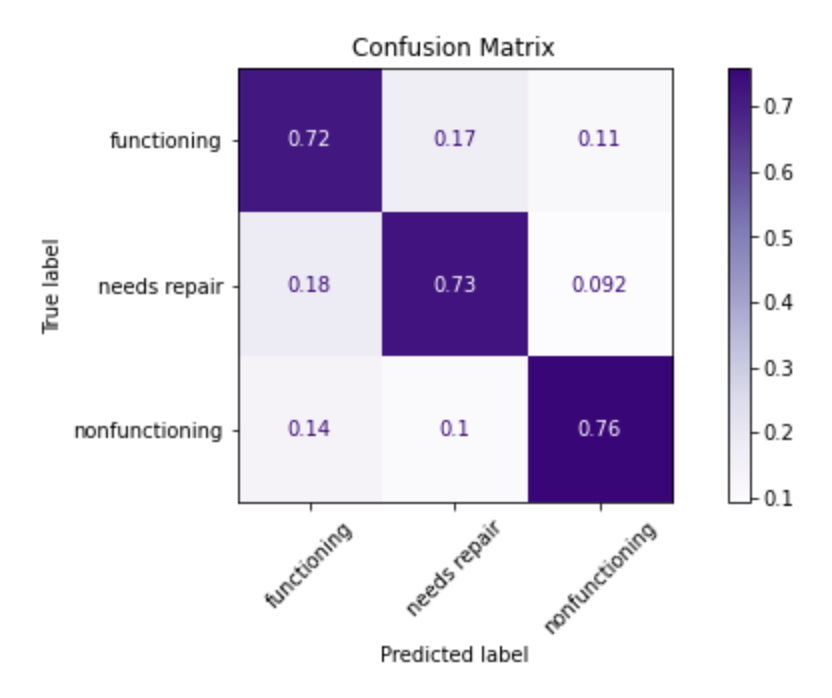 Confusion Matrix
functioning
0.72 0.17 0.11
0.7
0.6
0.5
True label
needs repair
0.18 0.73 0.092
0.4
0.3
nonfunctioning
0.14 0.1 0.76
0.2
0.1
functioning
needs repair
nonfunctioning
Predicted label